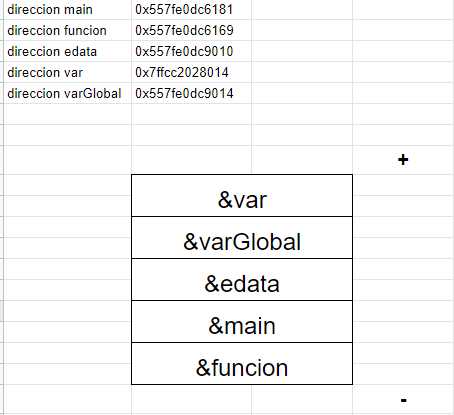 direccion main 0x557fe0dc6181
direccion funcion 0x557fe0dc6169
direccion edata 0x557fe0dc9010
direccion var 0x7ffcc2028014
direccion varGlobal 0x557fe0dc9014
+
&var
&varGlobal
&edata
&main
&funcion
-